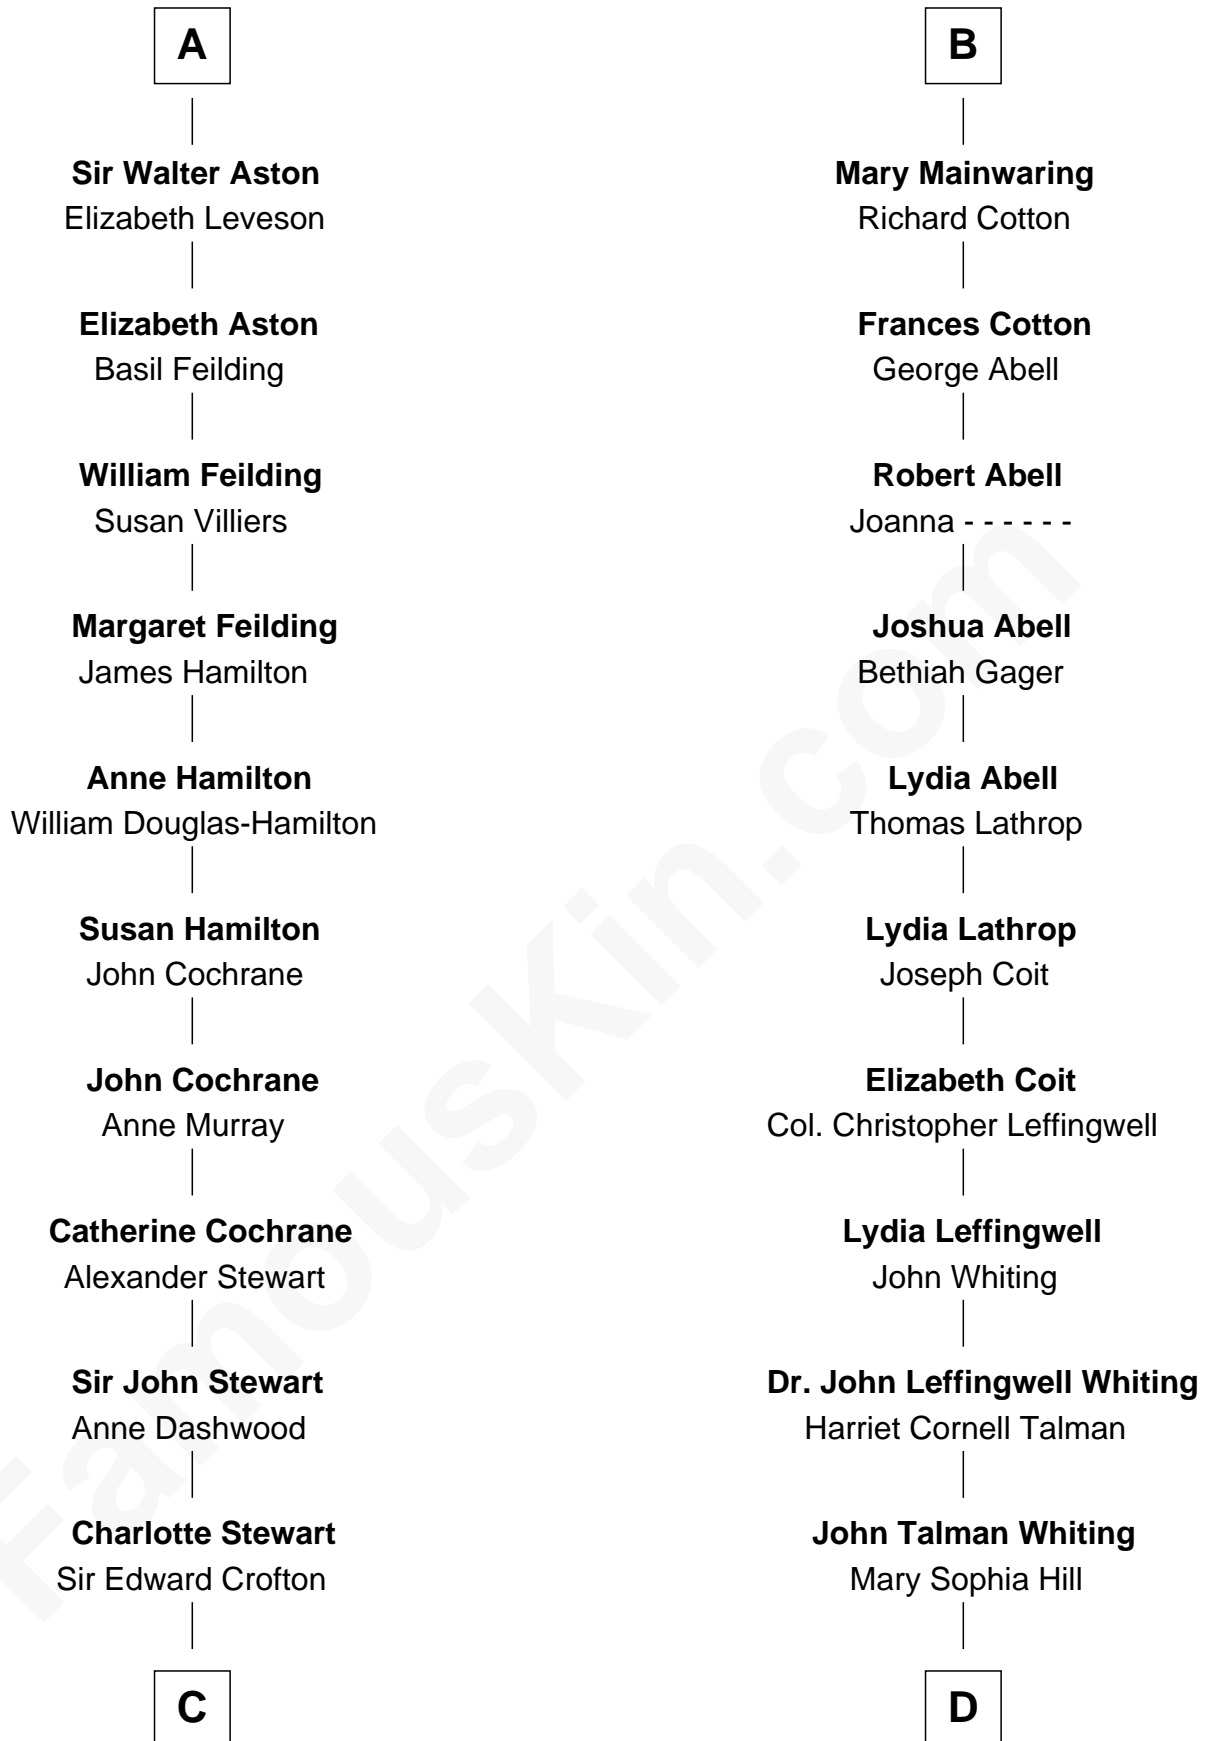 A
Sir Walter Aston
Elizabeth Leveson
Elizabeth Aston
Basil Feilding
William Feilding
Susan Villiers
Margaret Feilding
James Hamilton
Anne Hamilton
William Douglas-Hamilton
Susan Hamilton
John Cochrane
John Cochrane
Anne Murray
Catherine Cochrane
Alexander Stewart
Sir John Stewart
Anne Dashwood
Charlotte Stewart
Sir Edward Crofton
C
B
Mary Mainwaring
Richard Cotton
Frances Cotton
George Abell
Robert Abell
Joanna - - - - - -
Joshua Abell
Bethiah Gager
Lydia Abell
Thomas Lathrop
Lydia Lathrop
Joseph Coit
Elizabeth Coit
Col. Christopher Leffingwell
Lydia Leffingwell
John Whiting
Dr. John Leffingwell Whiting
Harriet Cornell Talman
John Talman Whiting
Mary Sophia Hill
D
FamousKin.com